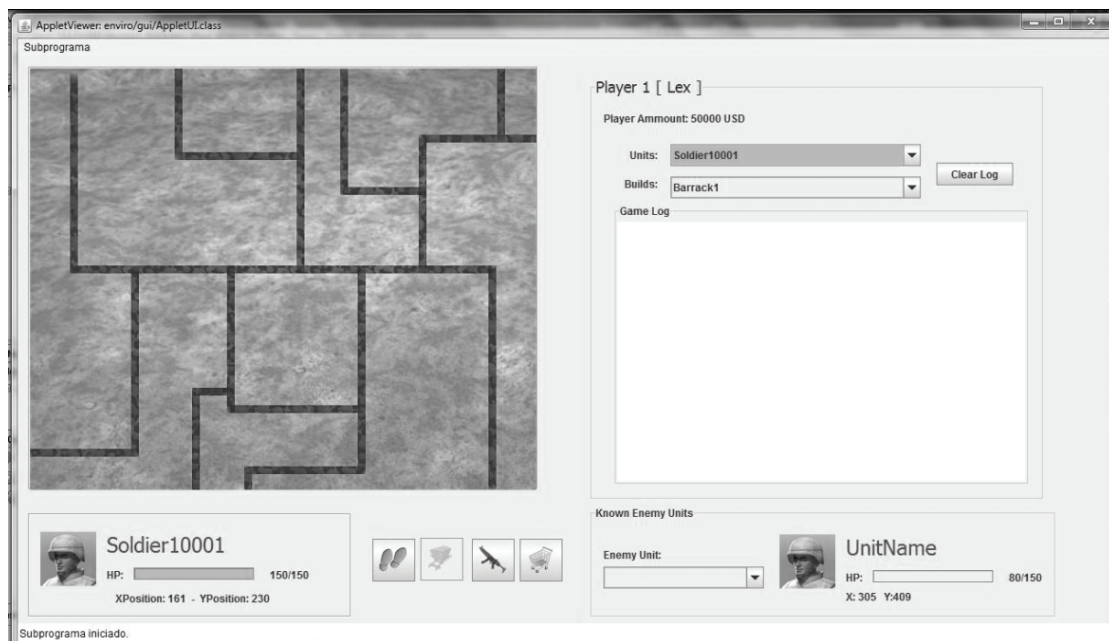 AppletViewer: enviro/gui/AppletUI.class
Subprograma
Player 1 [ Lex ]
Player Ammount: 50000 USD
Units:
Soldier10001
Builds:
Barrack1
Clear Log
Game Log
Soldier10001
HP:
150/150
XPosition: 161 - YPosition: 230
Known Enemy Units
Enemy Unit:
UnitName
HP:
80/150
X: 305 Y:409
Subprograma iniciado.